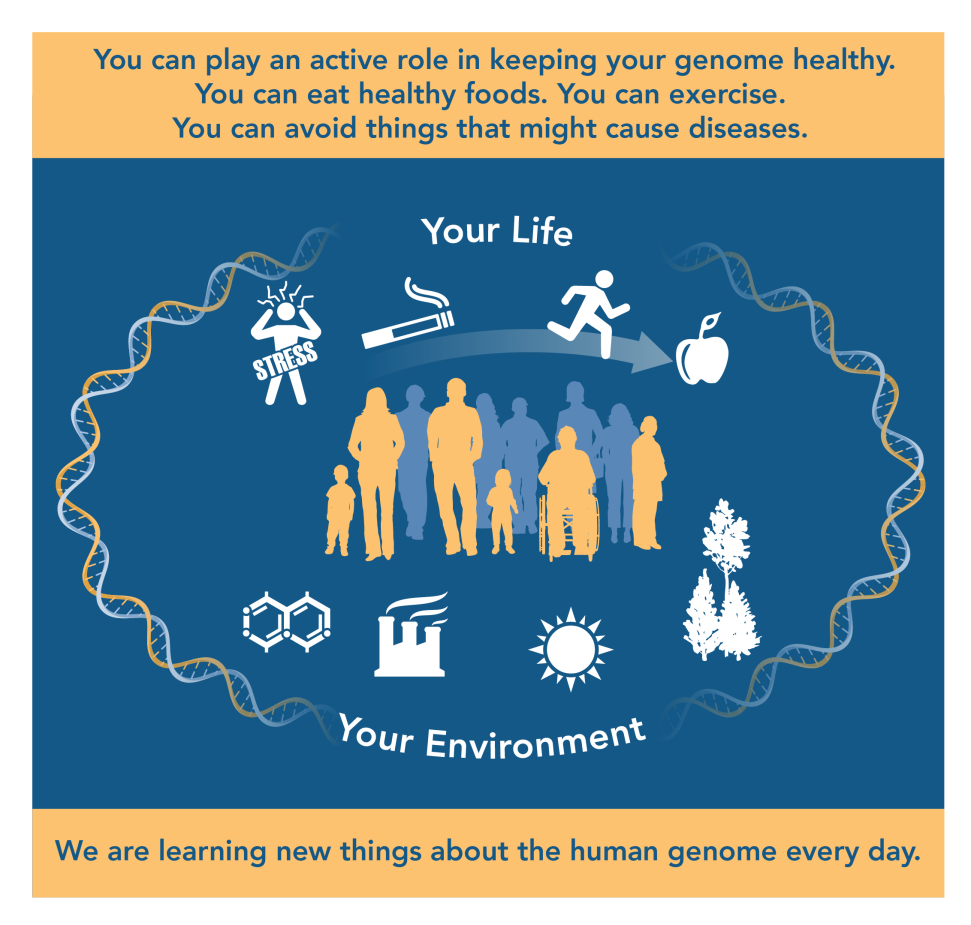 You can play an active role in keeping your genome healthy.
You can eat healthy foods. You can exercise.
You can avoid things that might cause diseases.
Your Life
STRESS
Your Environment
We are learning new things about the human genome every day.